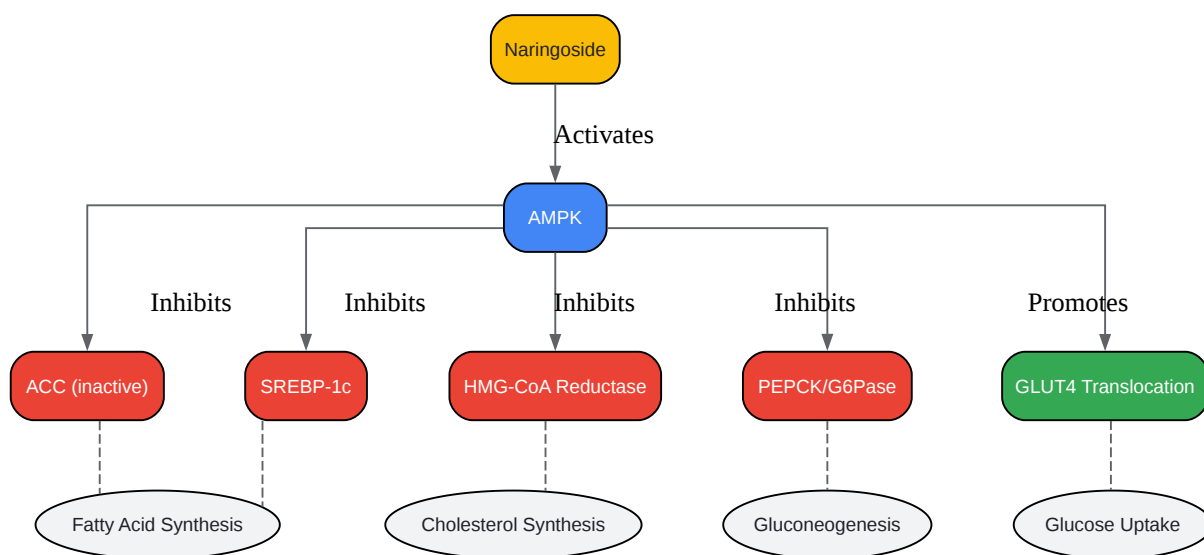 Naringoside
Activates
AMPK
Inhibits
Inhibits
Inhibits
Inhibits
Promotes
ACC (inactive)
SREBP-1c
HMG-CoA Reductase
PEPCK/G6Pase
GLUT4 Translocation
Fatty Acid Synthesis
Cholesterol Synthesis
Gluconeogenesis
Glucose Uptake